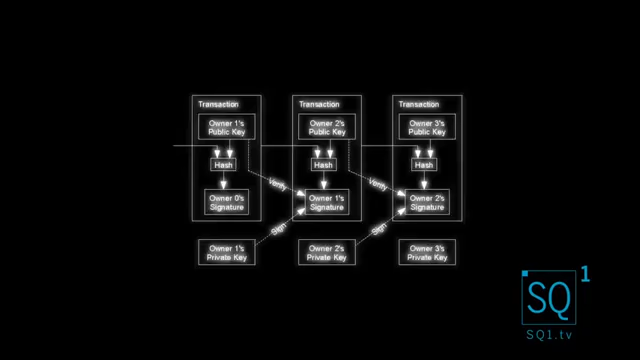 Transaction
Transaction
Transaction
Owner 1's
Public Key
Owner 2's
Public Key
Owner 3's
Public Key
Hash
Hash
Hash
Verify
Verify
Owner 0's
Signature
Owner 1's
Signature
Owner 2's
Signature
Sign
Sign
Owner 1's
Private Key
Owner 2's
Private Key
Owner 3's
Private Key
SQ1
SQ1.tv